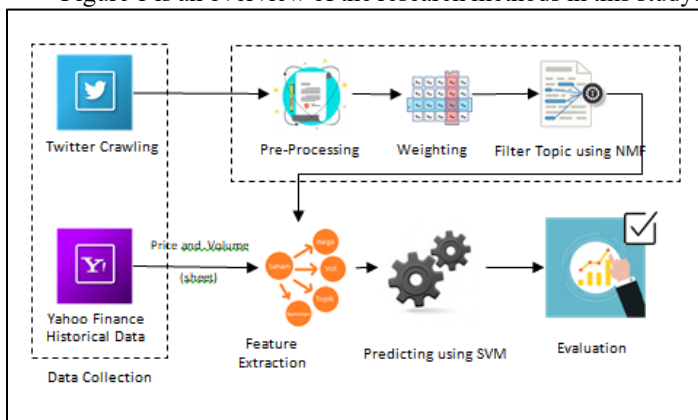 Figure 1 is an overview of the research methods in this study.
Twitter Crawling
Pre-Processing
Weighting
Filter Topic using NMF
Price and Volume
(sheet)
Y!
Saham
Harga
Vol
Topik
Sentimen
Yahoo Finance
Historical Data
Feature
Extraction
Predicting using SVM
Evaluation
Data Collection